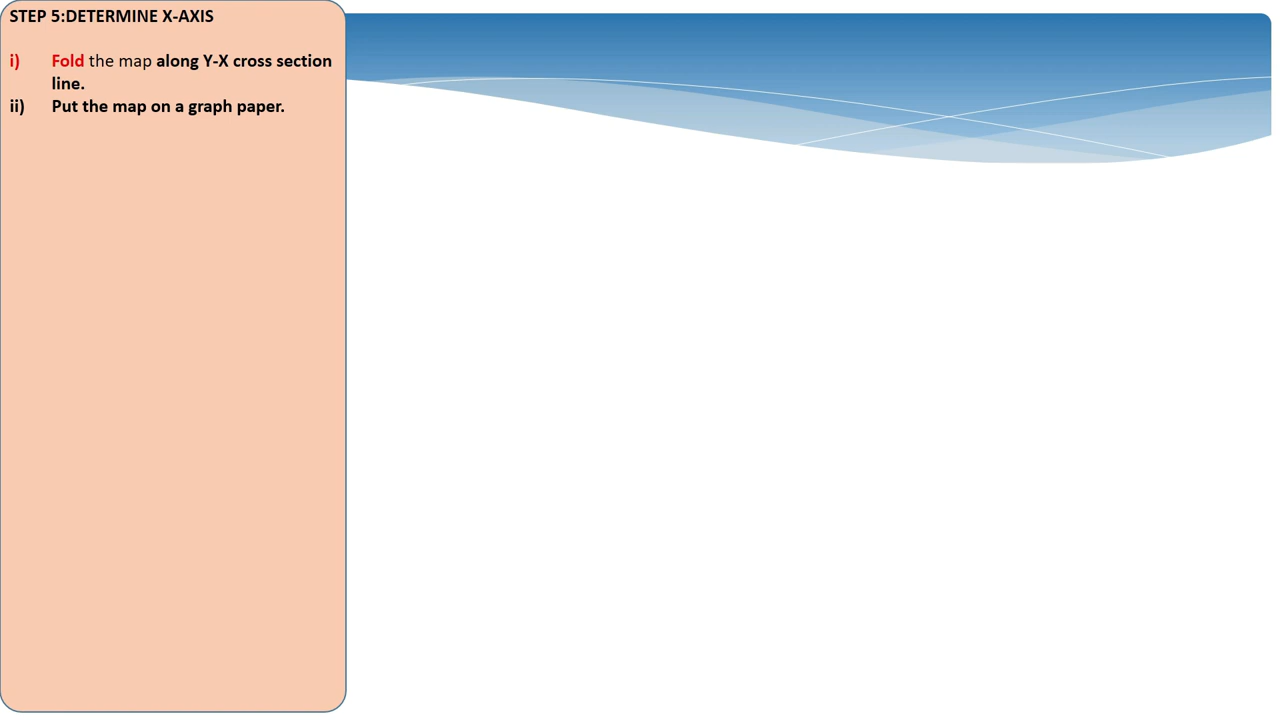 STEP 5:DETERMINE X-AXIS
i) Fold the map along Y-X cross section
line.
ii) Put the map on a graph paper.